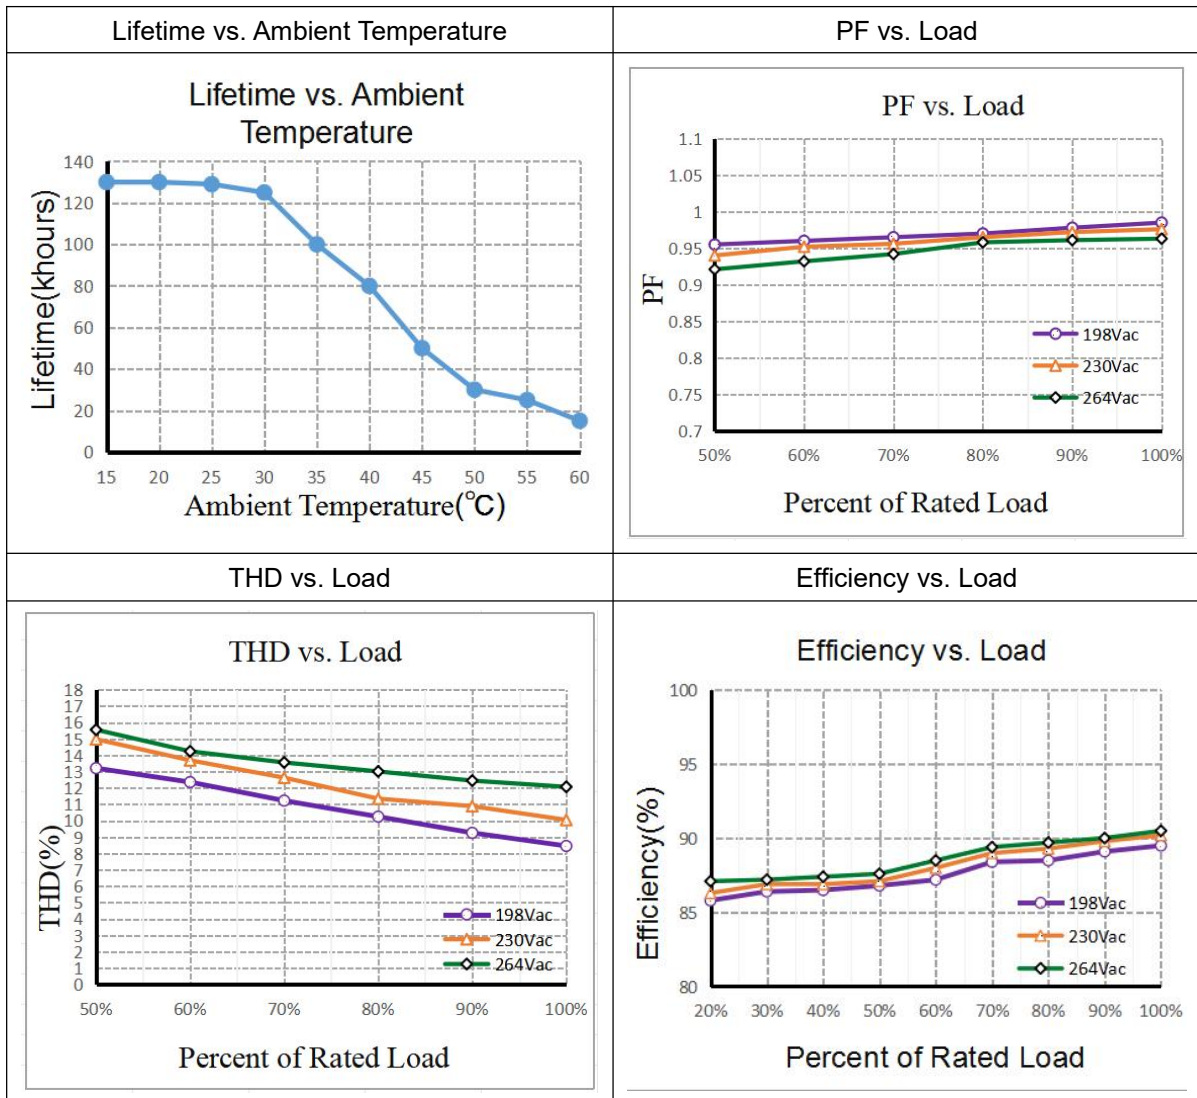 Lifetime vs. Ambient Temperature
PF vs. Load
Lifetime vs. Ambient
Temperature
140
120
100
80
60
40
20
0
Lifetime(khours)
15 20 25 30 35 40 45 50 55 60
Ambient Temperature(℃)
PF vs. Load
1.1
1.05
1
0.95
0.9
0.85
0.8
0.75
0.7
PF
198Vac
230Vac
264Vac
50% 60% 70% 80% 90% 100%
Percent of Rated Load
THD vs. Load
Efficiency vs. Load
THD vs. Load
18
17
16
15
14
13
12
11
10
9
8
7
6
5
4
3
2
1
0
THD(%)
198Vac
230Vac
264Vac
50% 60% 70% 80% 90% 100%
Percent of Rated Load
Efficiency vs. Load
100
95
90
85
80
Efficiency(%)
198Vac
230Vac
264Vac
20% 30% 40% 50% 60% 70% 80% 90% 100%
Percent of Rated Load